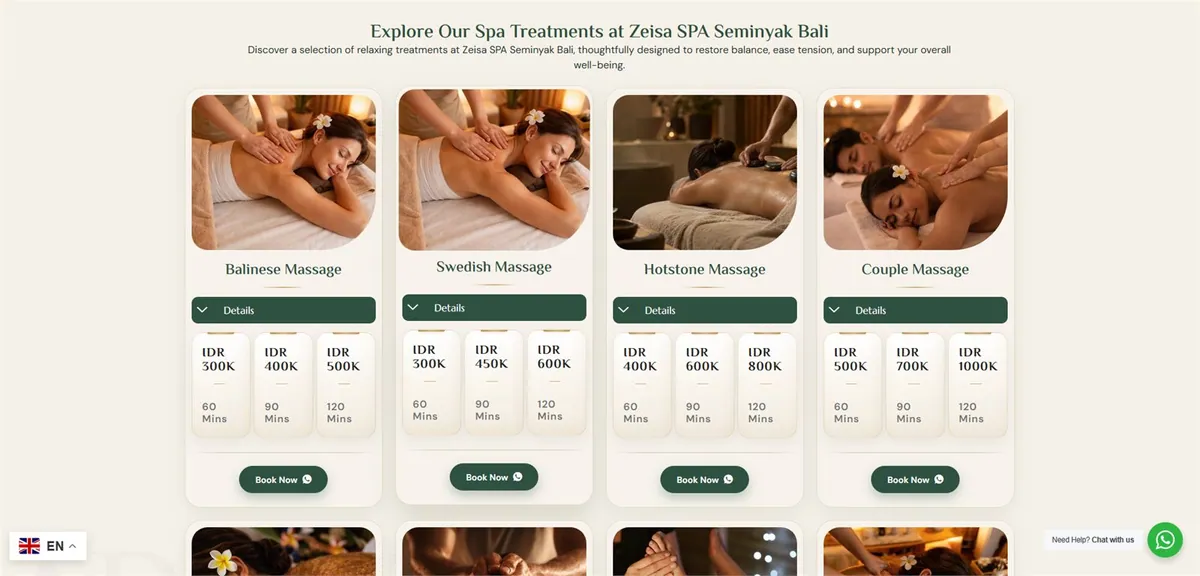 Explore Our Spa Treatments at Zeisa SPA Seminyak Bali
Discover a selection of relaxing treatments at Zeisa SPA Seminyak Bali, thoughtfully designed to restore balance, ease tension, and support your overall
well-being.
Balinese Massage
Details
IDR 300K
60 Mins
IDR 400K
90 Mins
IDR 500K
120 Mins
Book Now
Swedish Massage
Details
IDR 300K
60 Mins
IDR 450K
90 Mins
IDR 600K
120 Mins
Book Now
Hotstone Massage
Details
IDR 400K
60 Mins
IDR 600K
90 Mins
IDR 800K
120 Mins
Book Now
Couple Massage
Details
IDR 500K
60 Mins
IDR 700K
90 Mins
IDR 1000K
120 Mins
Book Now
EN
Need Help? Chat with us